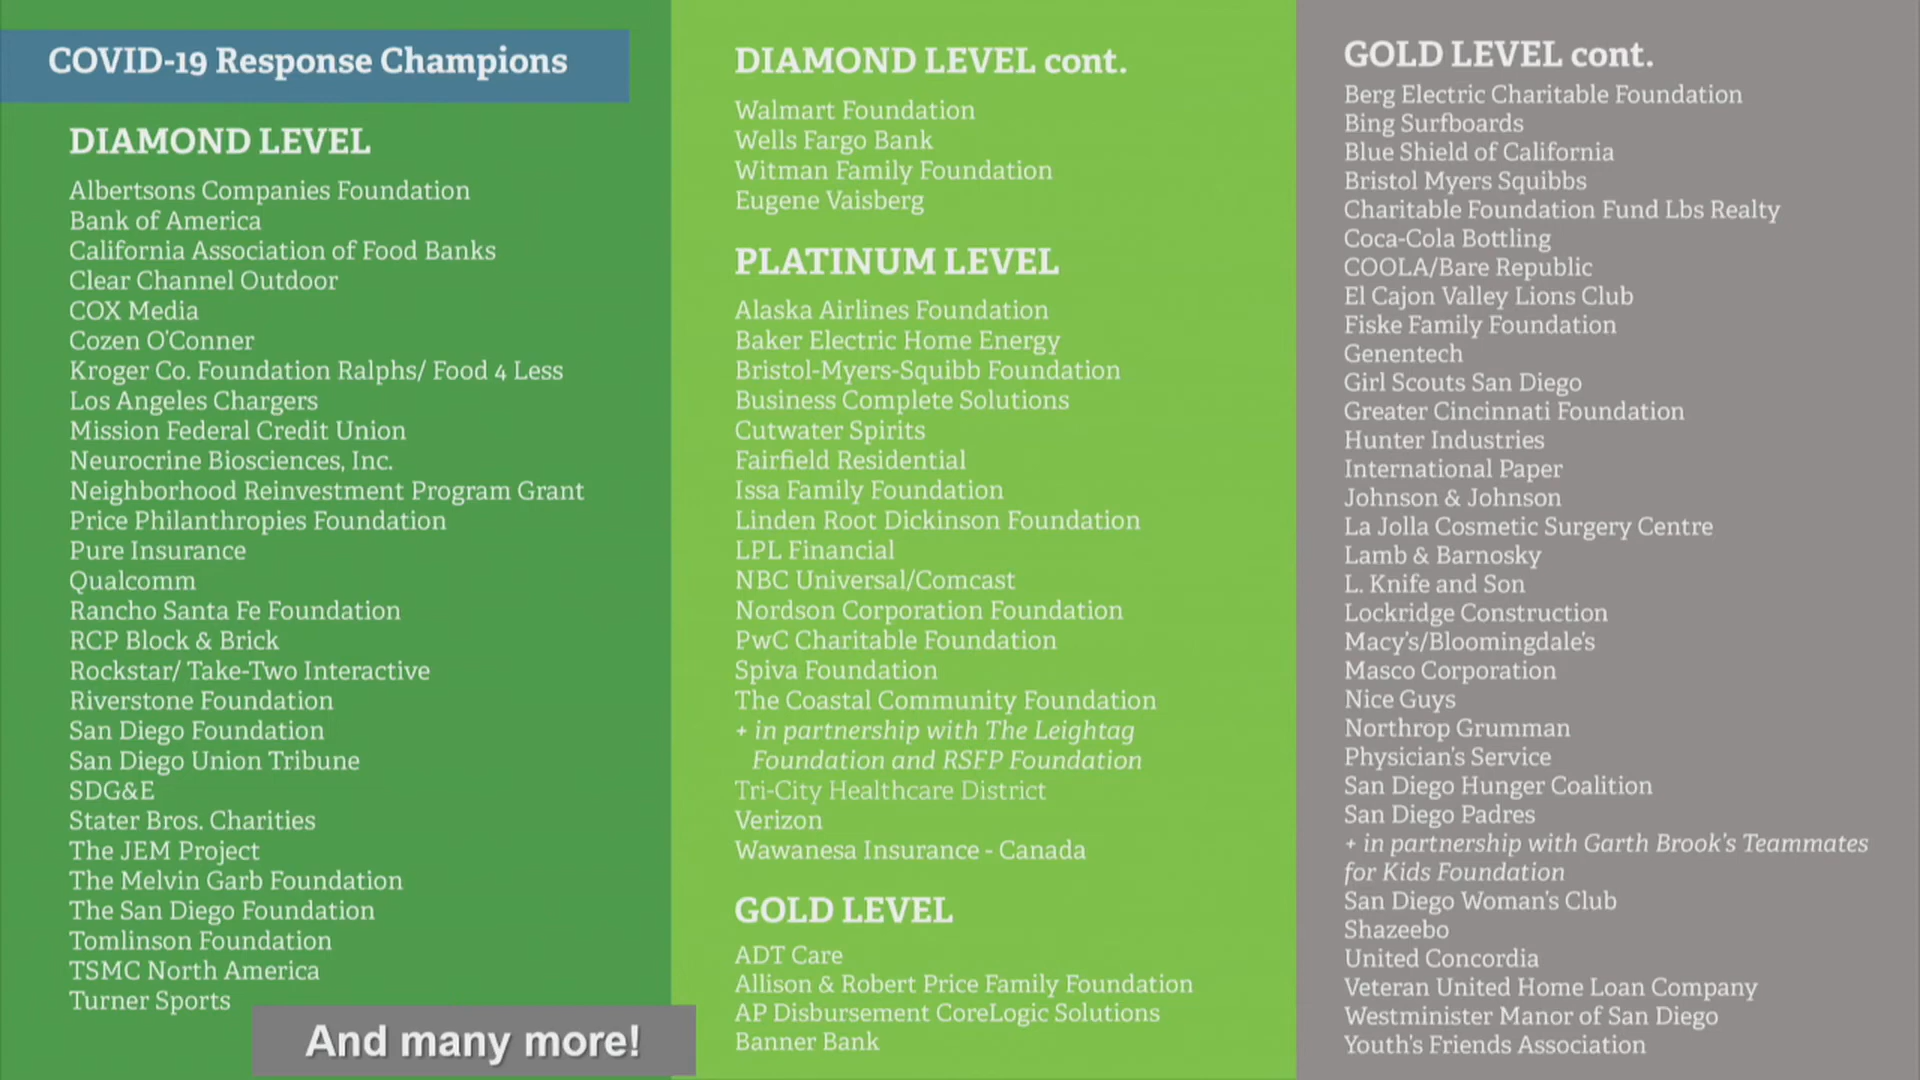 COVID-19 Response Champions
DIAMOND LEVEL
Albertsons Companies Foundation
Bank of America
California Association of Food Banks
Clear Channel Outdoor
COX Media
Cozen O'Conner
Kroger Co. Foundation Ralphs/ Food 4 Less
Los Angeles Chargers
Mission Federal Credit Union
Neurocrine Biosciences, Inc.
Neighborhood Reinvestment Program Grant
Price Philanthropies Foundation
Pure Insurance
Qualcomm
Rancho Santa Fe Foundation
RCP Block & Brick
Rockstar/ Take-Two Interactive
Riverstone Foundation
San Diego Foundation
San Diego Union Tribune
SDG&E
Stater Bros. Charities
The JEM Project
The Melvin Garb Foundation
The San Diego Foundation
Tomlinson Foundation
TSMC North America
Turner Sports
And many more!
DIAMOND LEVEL cont.
Walmart Foundation
Wells Fargo Bank
Witman Family Foundation
Eugene Vaisberg
PLATINUM LEVEL
Alaska Airlines Foundation
Baker Electric Home Energy
Bristol-Myers-Squibb Foundation
Business Complete Solutions
Cutwater Spirits
Fairfield Residential
Issa Family Foundation
Linden Root Dickinson Foundation
LPL Financial
NBC Universal/Comcast
Nordson Corporation Foundation
PwC Charitable Foundation
Spiva Foundation
The Coastal Community Foundation
+ in partnership with The Leightag
Foundation and RSFP Foundation
Tri-City Healthcare District
Verizon
Wawanesa Insurance - Canada
GOLD LEVEL
ADT Care
Allison & Robert Price Family Foundation
AP Disbursement CoreLogic Solutions
Banner Bank
GOLD LEVEL cont.
Berg Electric Charitable Foundation
Bing Surfboards
Blue Shield of California
Bristol Myers Squibbs
Charitable Foundation Fund Lbs Realty
Coca-Cola Bottling
COOLA/Bare Republic
El Cajon Valley Lions Club
Fiske Family Foundation
Genentech
Girl Scouts San Diego
Greater Cincinnati Foundation
Hunter Industries
International Paper
Johnson & Johnson
La Jolla Cosmetic Surgery Centre
Lamb & Barnosky
L. Knife and Son
Lockridge Construction
Macy's/Bloomingdale's
Masco Corporation
Nice Guys
Northrop Grumman
Physician's Service
San Diego Hunger Coalition
San Diego Padres
+ in partnership with Garth Brook's Teammates
for Kids Foundation
San Diego Woman's Club
Shazeebo
United Concordia
Veteran United Home Loan Company
Westminister Manor of San Diego
Youth's Friends Association